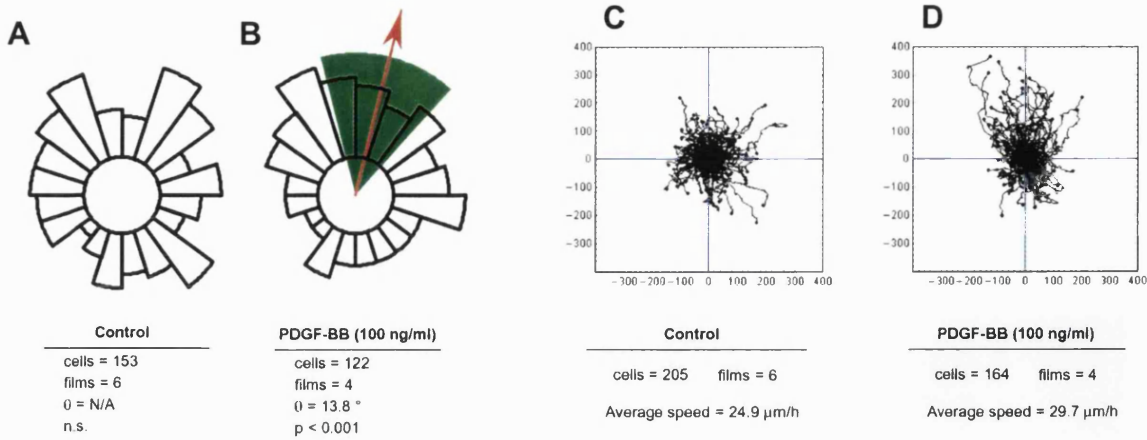 A
B
C
D
400
300
200
100
0
-100
-200
-300
-300 -200 -100 0 100 200 300 400
400
300
200
100
0
-100
-200
-300
-300 -200 -100 0 100 200 300 400
Control
cells = 153
films = 6
θ = N/A
n.s.
PDGF-BB (100 ng/ml)
cells = 122
films = 4
θ = 13.8 °
p < 0.001
Control
cells = 205 films = 6
Average speed = 24.9 µm/h
PDGF-BB (100 ng/ml)
cells = 164 films = 4
Average speed = 29.7 µm/h